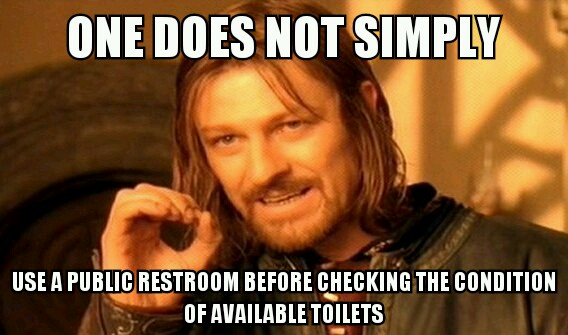 ONE DOES NOT SIMPLY
USE A PUBLIC RESTROOM BEFORE CHECKING THE CONDITION
OF AVAILABLE TOILETS